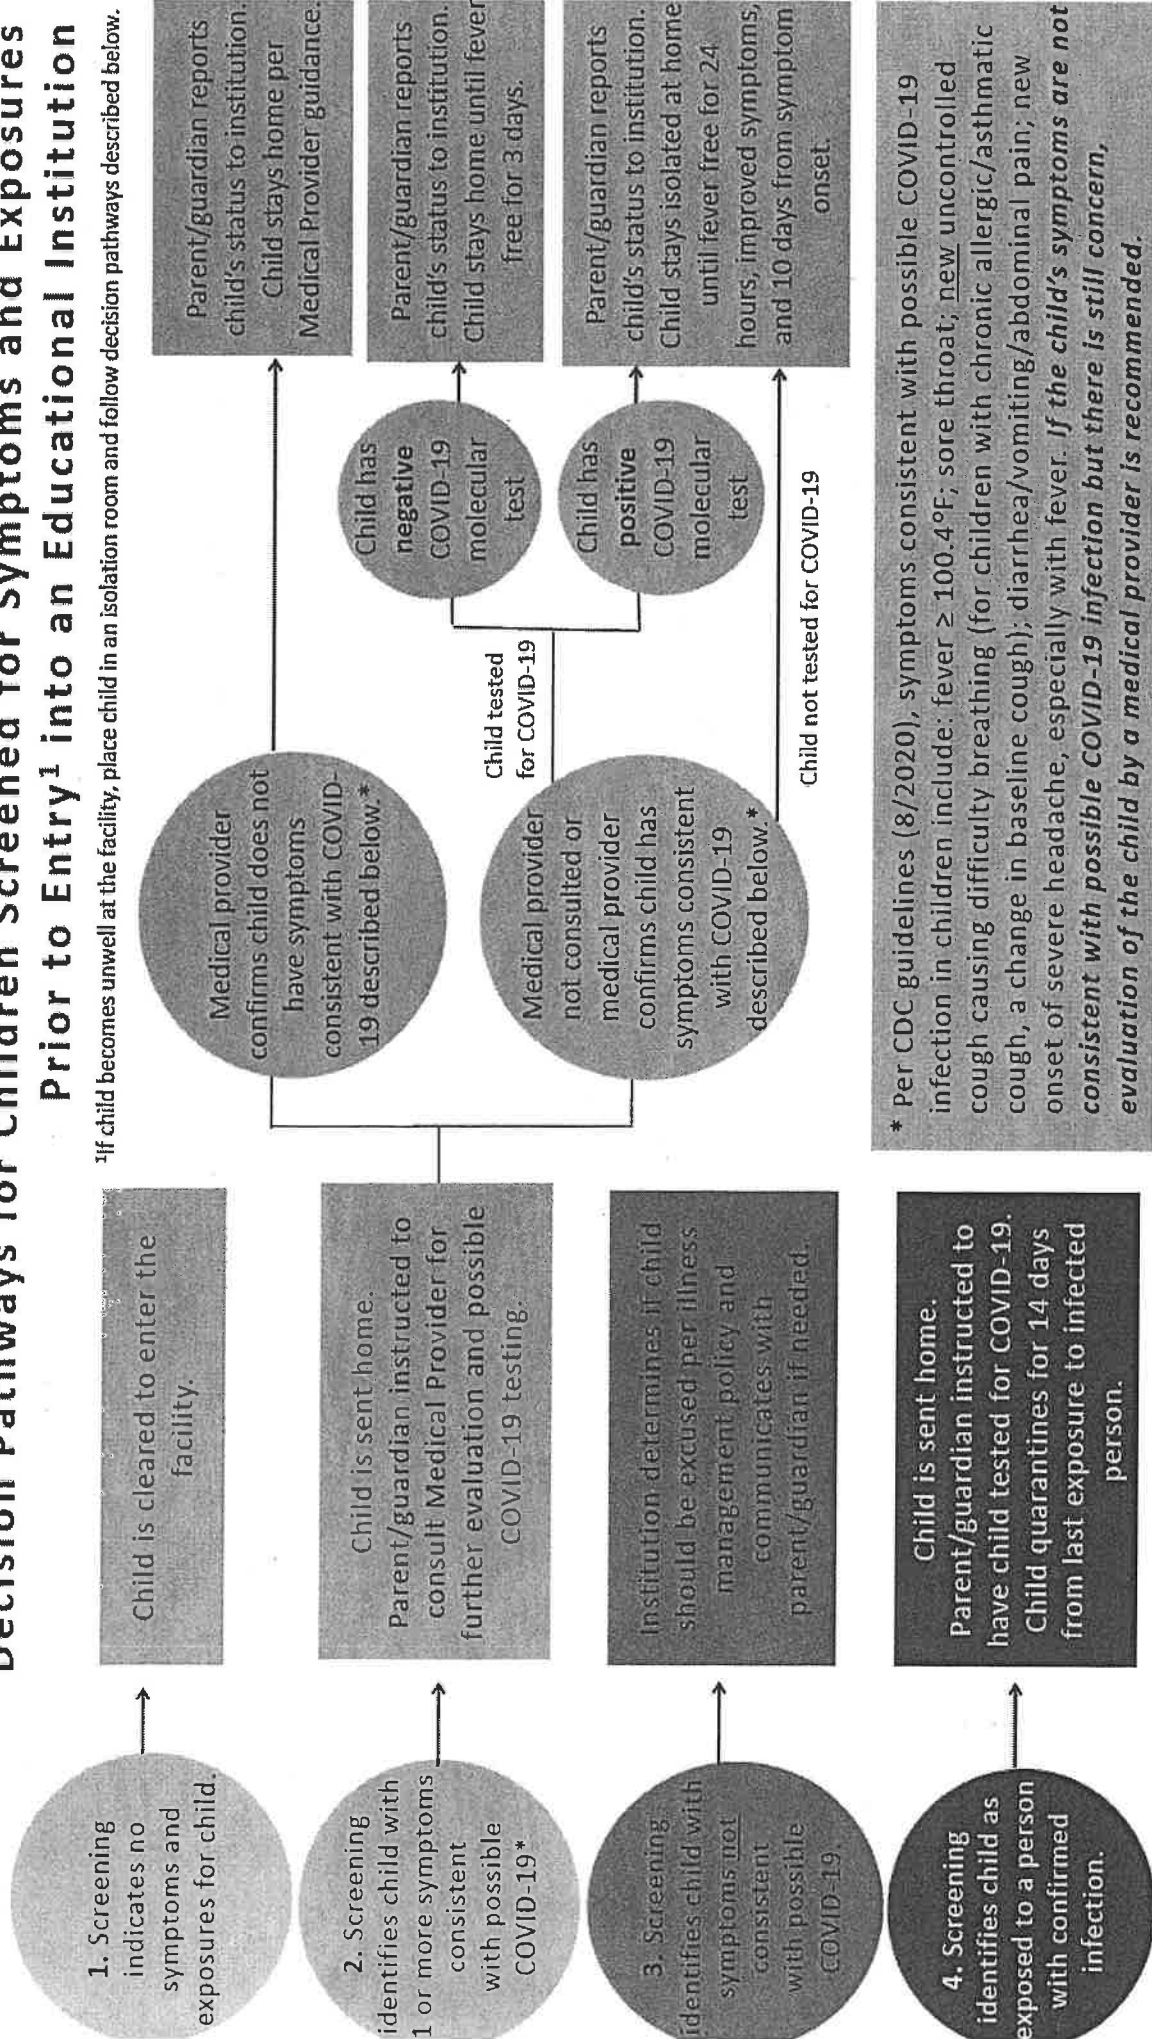 Decision Pathways for Children Screened for Symptoms and Exposures
Prior to Entry¹ into an Educational Institution
¹If child becomes unwell at the facility, place child in an isolation room and follow decision pathways described below.
1. Screening
indicates no
symptoms and
exposures for child.
Child is cleared to enter the
facility.
2. Screening
identifies child with
1 or more symptoms
consistent
with possible
COVID-19*
Child is sent home.
Parent/guardian instructed to
consult Medical Provider for
further evaluation and possible
COVID-19 testing.
Medical provider
confirms child does not
have symptoms
consistent with COVID-
19 described below.*
Parent/guardian reports
child's status to institution.
Child stays home per
Medical Provider guidance.
Medical provider
not consulted or
medical provider
confirms child has
symptoms consistent
with COVID-19
described below.*
Child tested
for COVID-19
Child has
negative
COVID-19
molecular
test
Parent/guardian reports
child's status to institution.
Child stays home until fever
free for 3 days.
Child has
positive
COVID-19
molecular
test
Child not tested for COVID-19
Parent/guardian reports
child's status to institution.
Child stays isolated at home
until fever free for 24
hours, improved symptoms,
and 10 days from symptom
onset.
3. Screening
identifies child with
symptoms not
consistent
with possible
COVID-19.
Institution determines if child
should be excused per illness
management policy and
communicates with
parent/guardian if needed.
4. Screening
identifies child as
exposed to a person
with confirmed
infection.
Child is sent home.
Parent/guardian instructed to
have child tested for COVID-19.
Child quarantines for 14 days
from last exposure to infected
person.
* Per CDC guidelines (8/2020), symptoms consistent with possible COVID-19
infection in children include: fever ≥ 100.4°F; sore throat; new uncontrolled
cough causing difficulty breathing (for children with chronic allergic/asthmatic
cough, a change in baseline cough); diarrhea/vomiting/abdominal pain; new
onset of severe headache, especially with fever. If the child's symptoms are not
consistent with possible COVID-19 infection but there is still concern,
evaluation of the child by a medical provider is recommended.